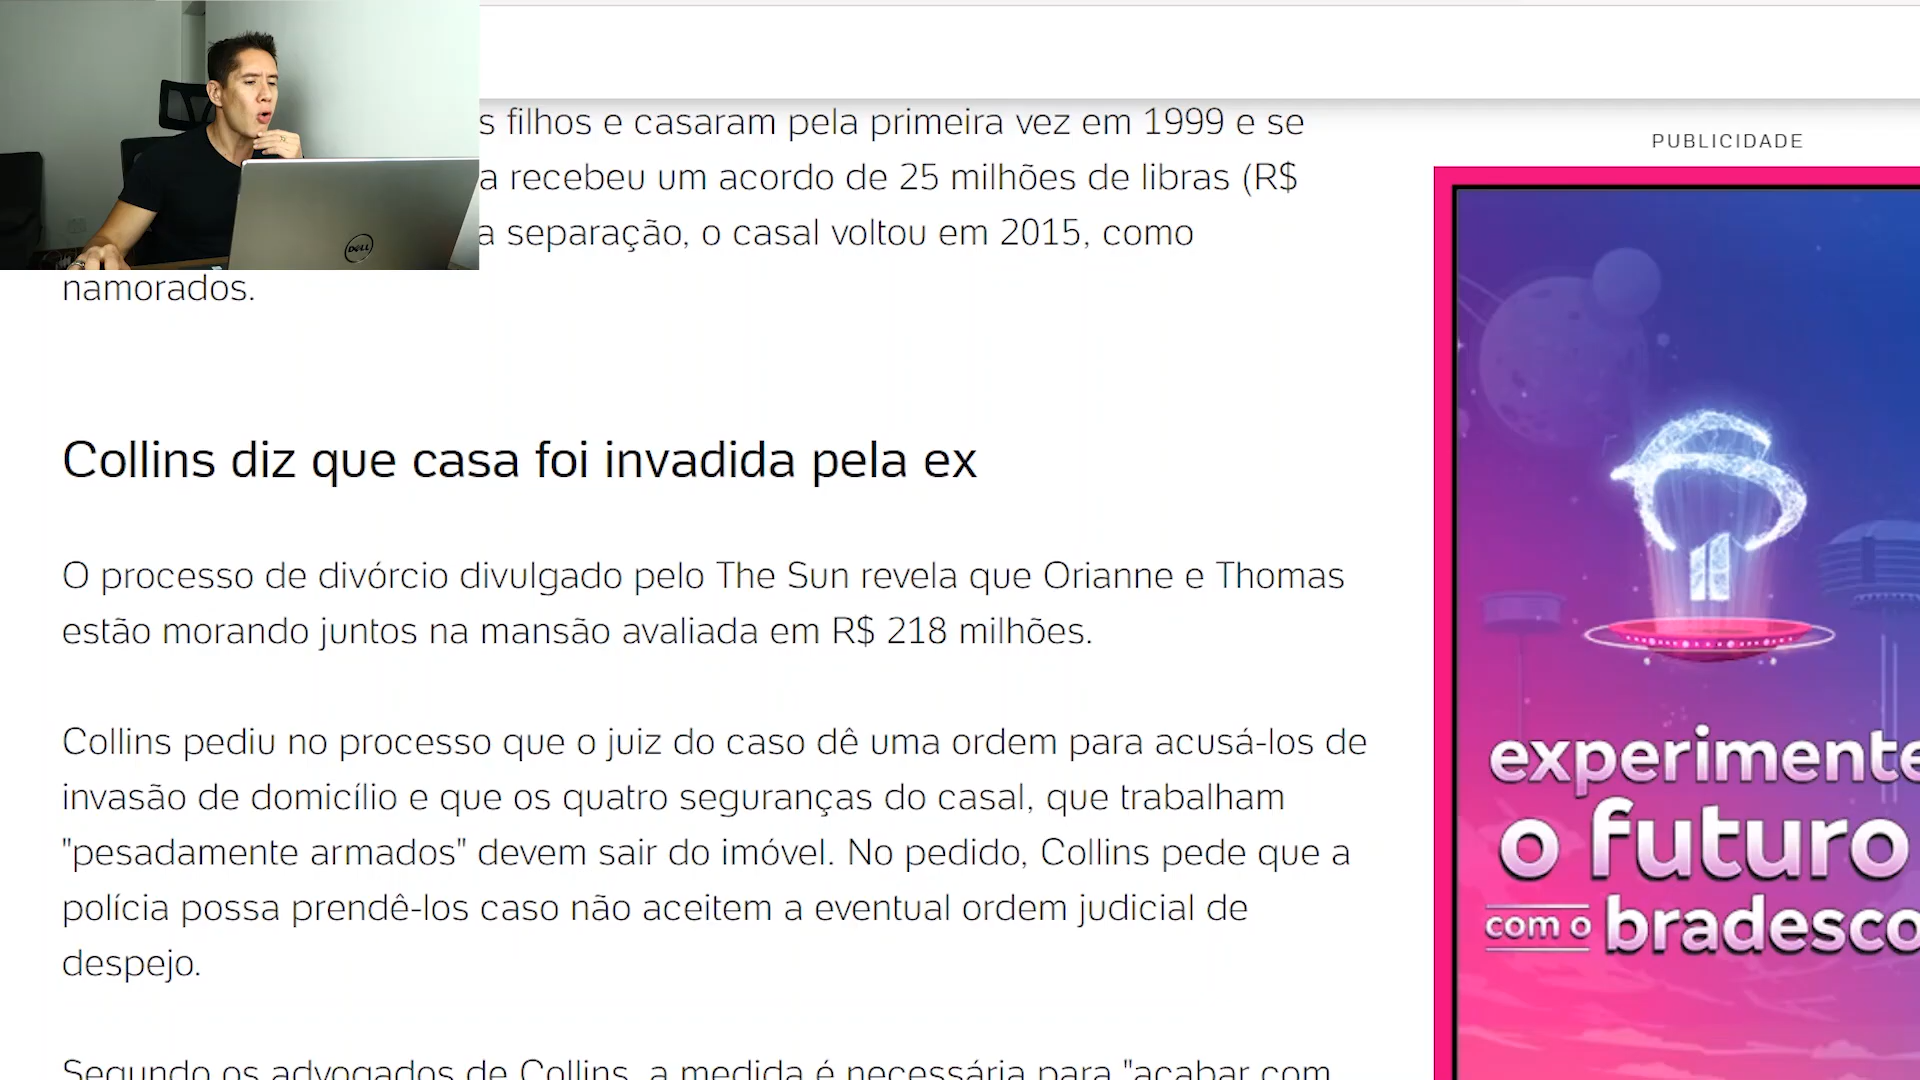 s filhos e casaram pela primeira vez em 1999 e se
a recebeu um acordo de 25 milhões de libras (R$
a separação, o casal voltou em 2015, como
namorados.
Collins diz que casa foi invadida pela ex
O processo de divórcio divulgado pelo The Sun revela que Orianne e Thomas
estão morando juntos na mansão avaliada em R$ 218 milhões.
Collins pediu no processo que o juiz do caso dê uma ordem para acusá-los de
invasão de domicílio e que os quatro seguranças do casal, que trabalham
"pesadamente armados" devem sair do imóvel. No pedido, Collins pede que a
polícia possa prendê-los caso não aceitem a eventual ordem judicial de
despejo.
Segundo os advogados de Collins, a medida é necessária para "acabar com
PUBLICIDADE
experimente
o futuro
com o bradesco
DELL